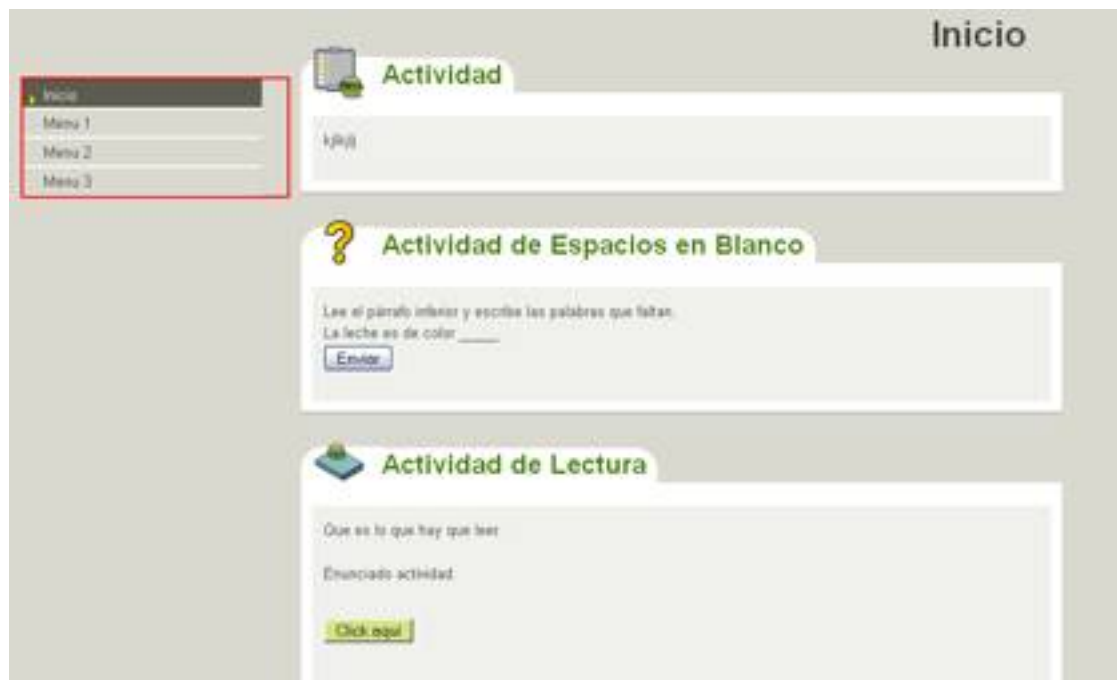 Inicio
Inicio
Menu 1
Menu 2
Menu 3
Actividad
Actividad de Espacios en Blanco
Lee el párrafo inferior y escribe las palabras que faltan.
La leche es de color _____
Enviar
Actividad de Lectura
Que es lo que hay que leer
Enunciado actividad
Click aquí